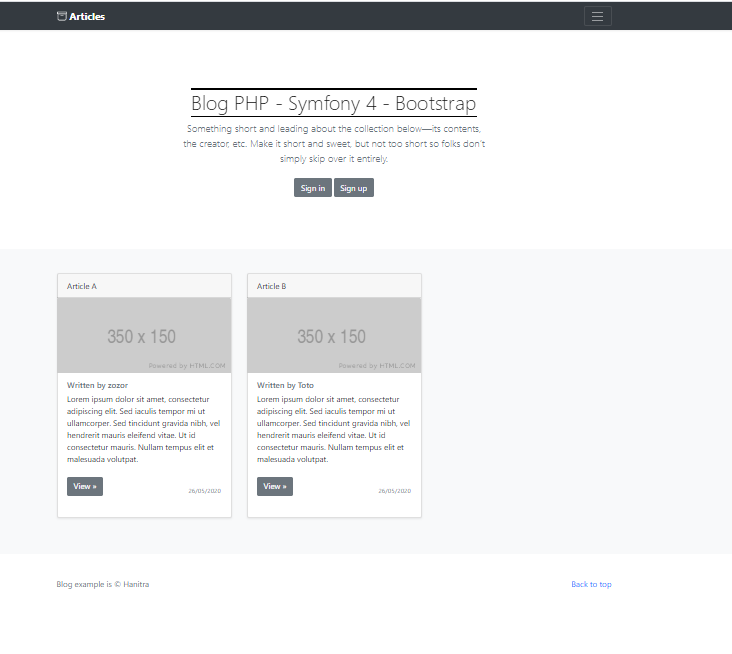 Articles
Blog PHP - Symfony 4 - Bootstrap
Something short and leading about the collection below—its contents,
the creator, etc. Make it short and sweet, but not too short so folks don't
simply skip over it entirely.
Sign in Sign up
Article A
350 x 150
Powered by HTML.COM
Written by zozor
Lorem ipsum dolor sit amet, consectetur
adipiscing elit. Sed iaculis tempor mi ut
ullamcorper. Sed tincidunt gravida nibh, vel
hendrerit mauris eleifend vitae. Ut id
consectetur mauris. Nullam tempus elit et
malesuada volutpat.
View »
26/05/2020
Article B
350 x 150
Powered by HTML.COM
Written by Toto
Lorem ipsum dolor sit amet, consectetur
adipiscing elit. Sed iaculis tempor mi ut
ullamcorper. Sed tincidunt gravida nibh, vel
hendrerit mauris eleifend vitae. Ut id
consectetur mauris. Nullam tempus elit et
malesuada volutpat.
View »
26/05/2020
Blog example is © Hanitra
Back to top